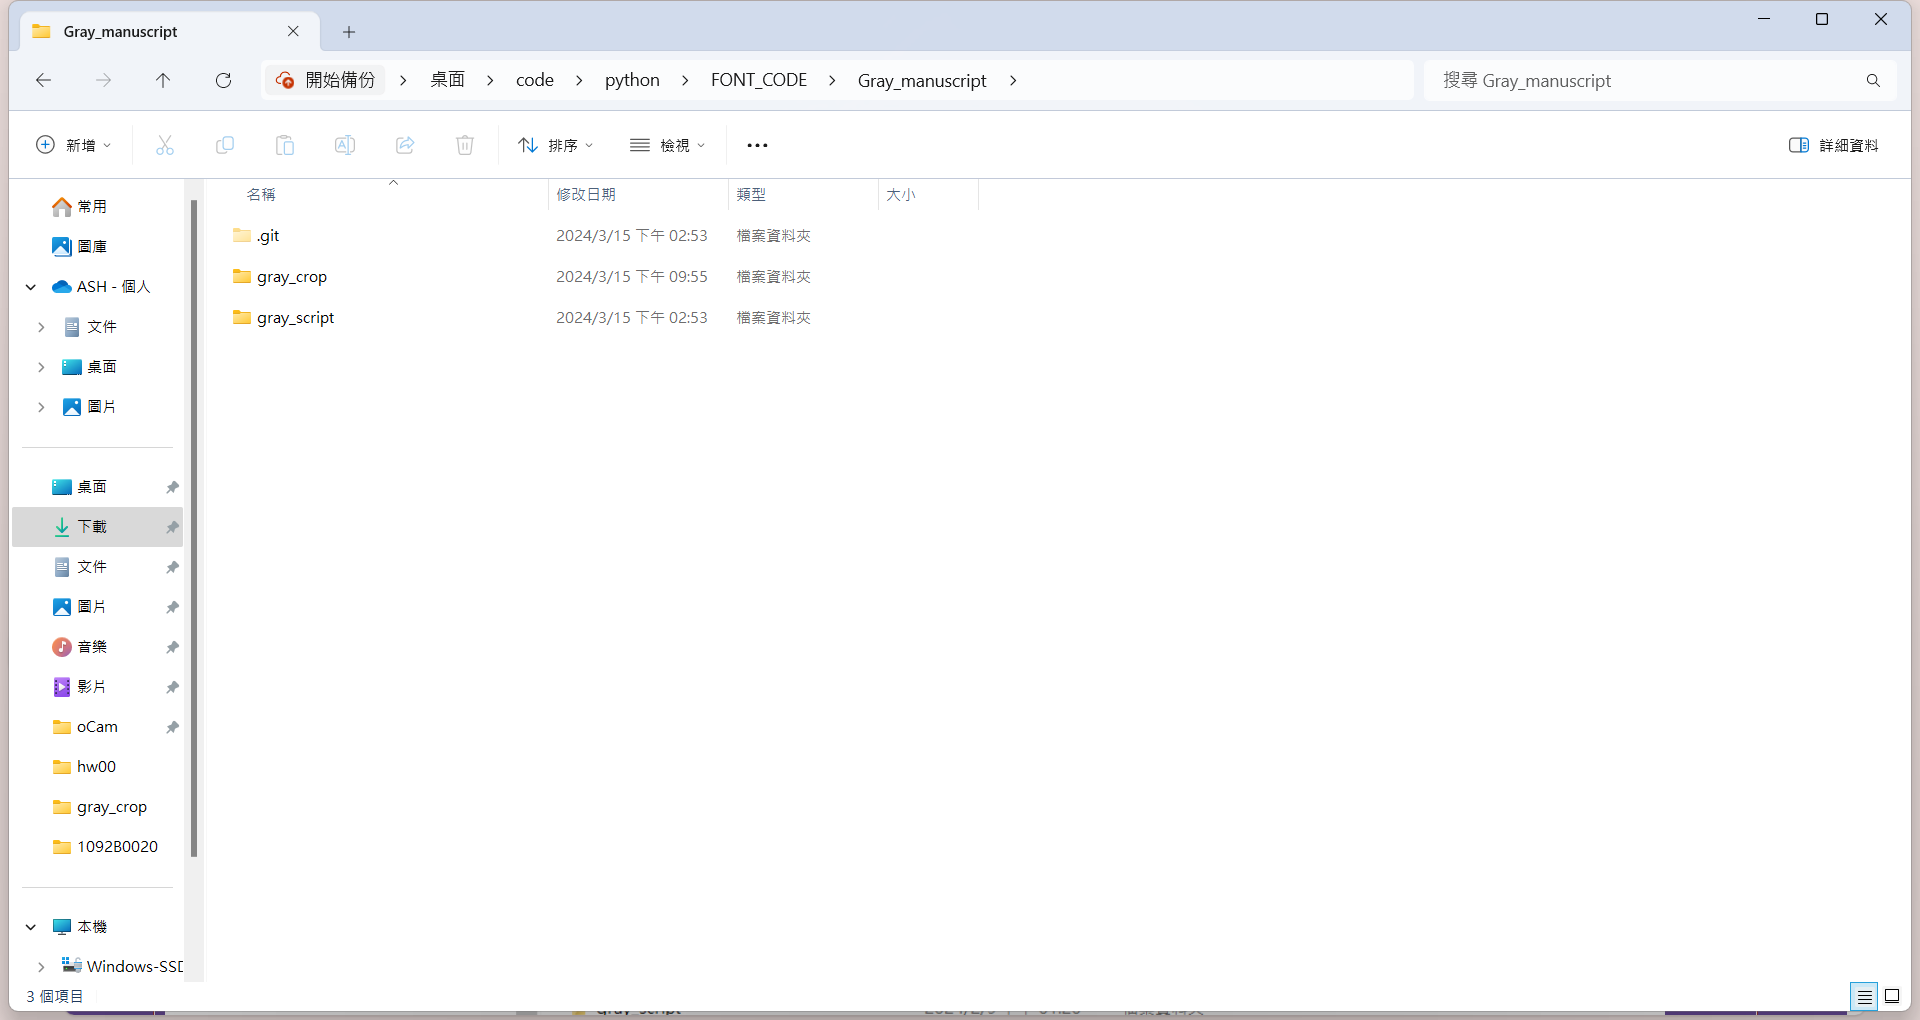 Gray_manuscript
開始備份 > 桌面 > code > python > FONT_CODE > Gray_manuscript >
搜尋 Gray_manuscript
新增
排序
檢視
詳細資料
名稱 修改日期 類型 大小
.git 2024/3/15 下午 02:53 檔案資料夾
gray_crop 2024/3/15 下午 09:55 檔案資料夾
gray_script 2024/3/15 下午 02:53 檔案資料夾
常用
圖庫
ASH - 個人
文件
桌面
圖片
桌面
下載
文件
圖片
音樂
影片
oCam
hw00
gray_crop
1092B0020
本機
Windows-SSD
3 個項目